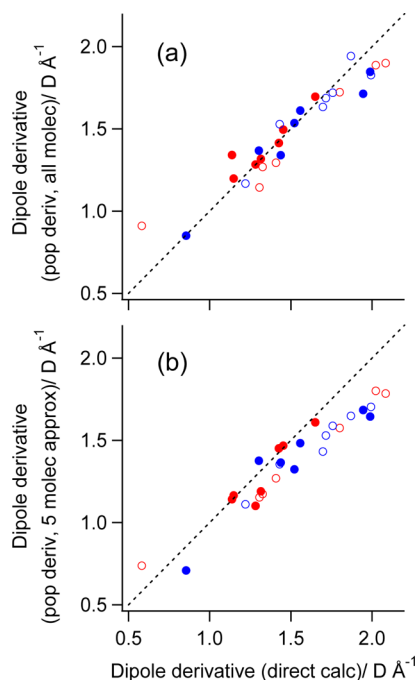 (a)
Dipole derivative
(pop deriv, all molec)/ D Å⁻¹
2.0
1.5
1.0
0.5
(b)
Dipole derivative
(pop deriv, 5 molec approx)/ D Å⁻¹
2.0
1.5
1.0
0.5
0.5 1.0 1.5 2.0
Dipole derivative (direct calc)/ D Å⁻¹